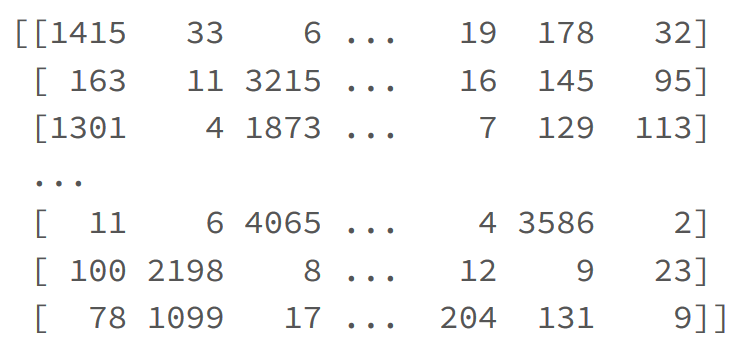 [[1415   33    6 ...   19  178   32]
 [ 163   11 3215 ...   16  145   95]
 [1301    4 1873 ...    7  129  113]
 ...
 [  11    6 4065 ...    4 3586    2]
 [ 100 2198    8 ...   12    9   23]
 [  78 1099   17 ...  204  131    9]]